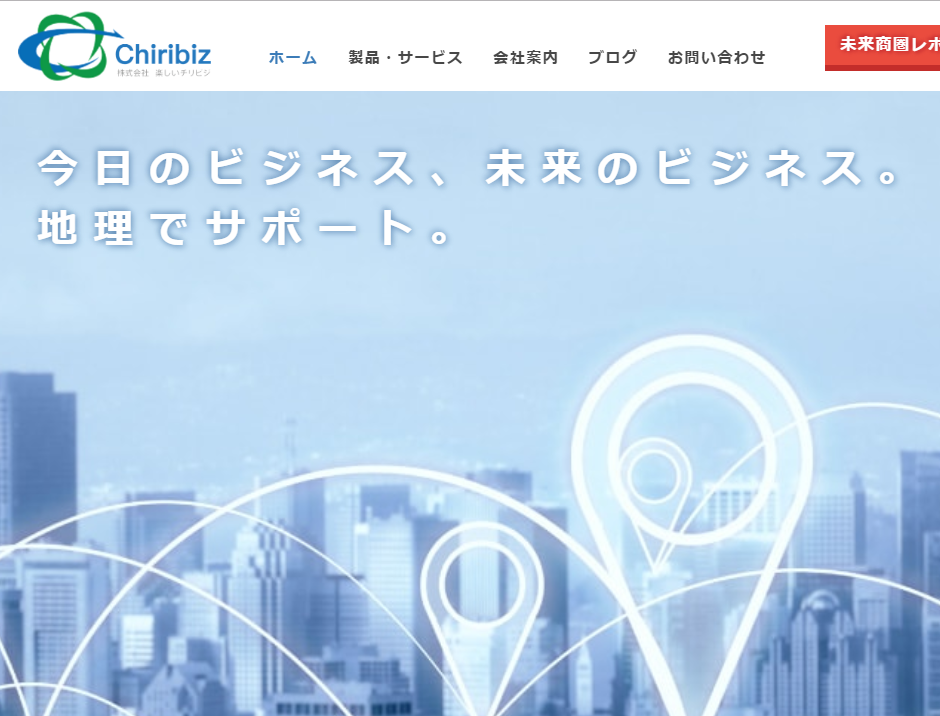 Chiribiz
株式会社 楽しいチリビジ
ホーム
製品・サービス
会社案内
ブログ
お問い合わせ
未来商圏レポ
今日のビジネス、未来のビジネス。
地理でサポート。